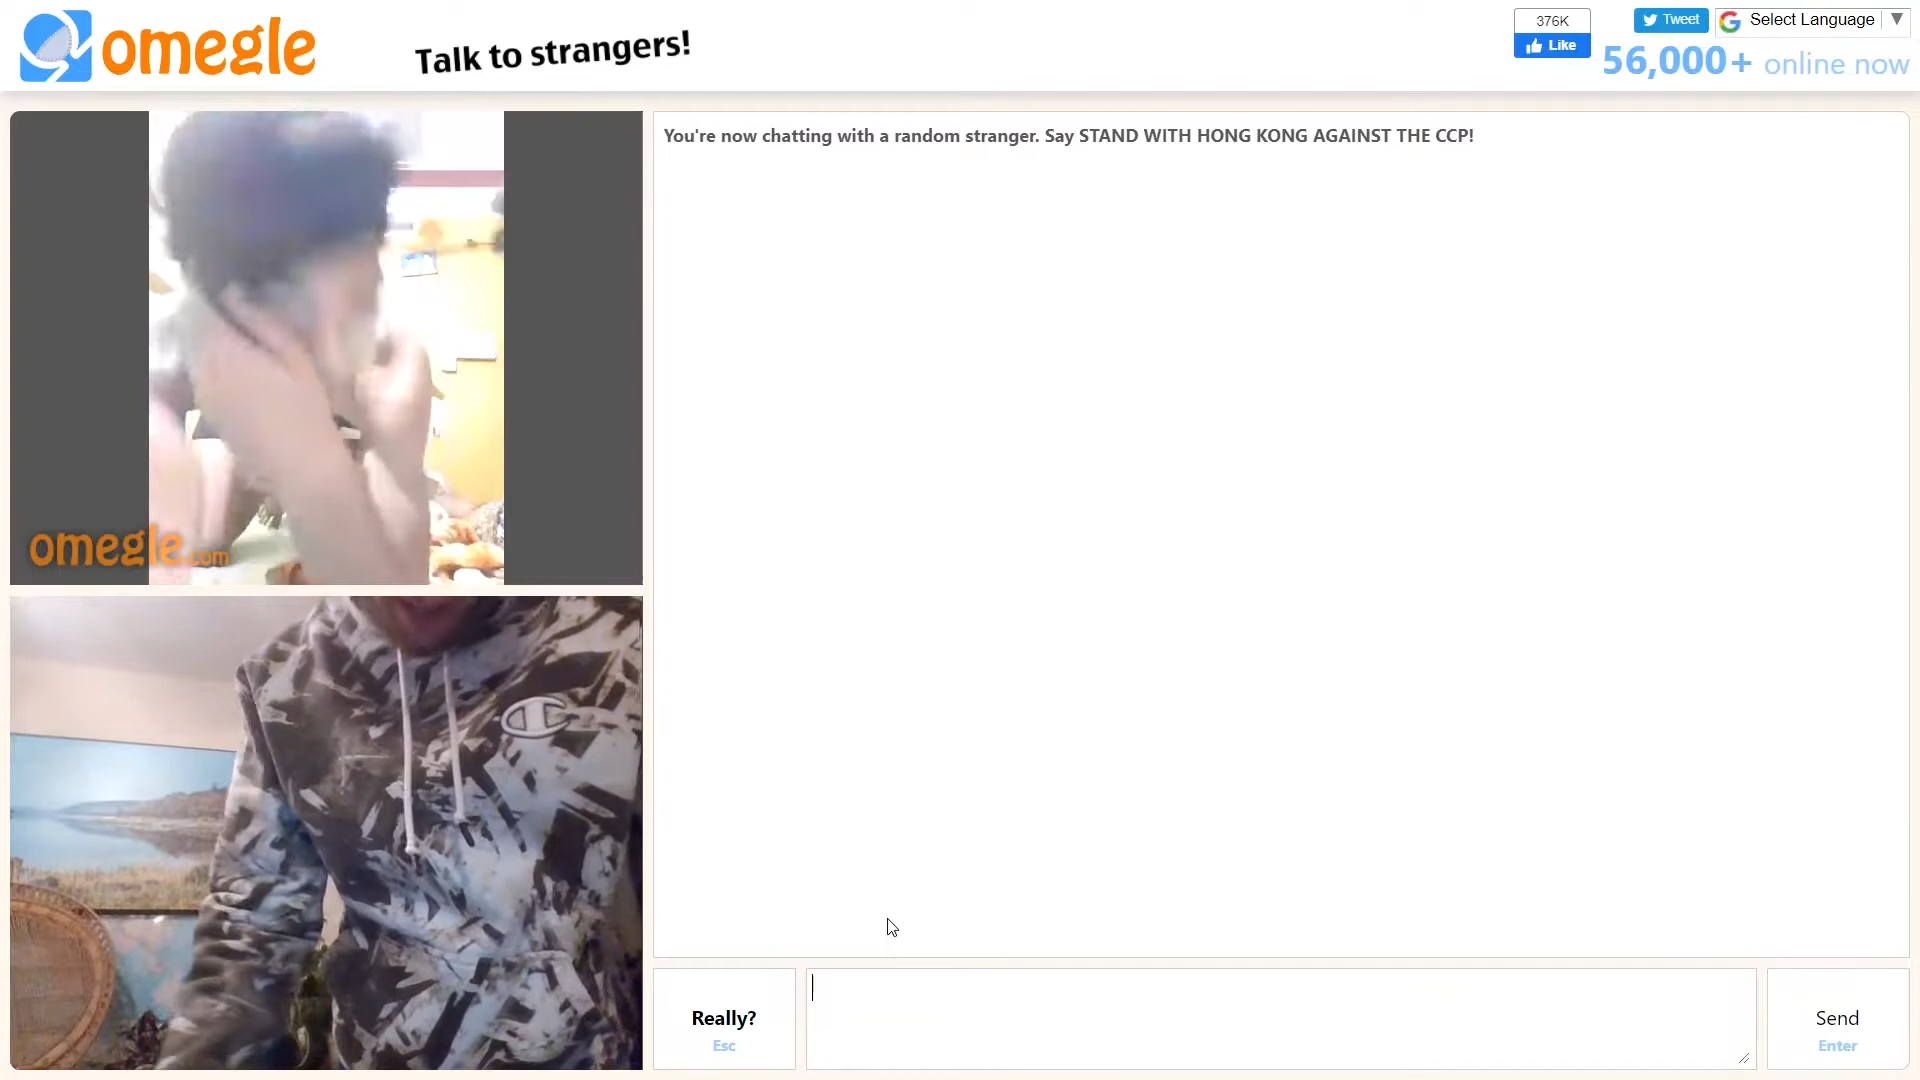 omegle
Talk to strangers!
376K
Like
Tweet
Select Language
56,000+ online now
You're now chatting with a random stranger. Say STAND WITH HONG KONG AGAINST THE CCP!
omegle.com
Really?
Esc
Send
Enter